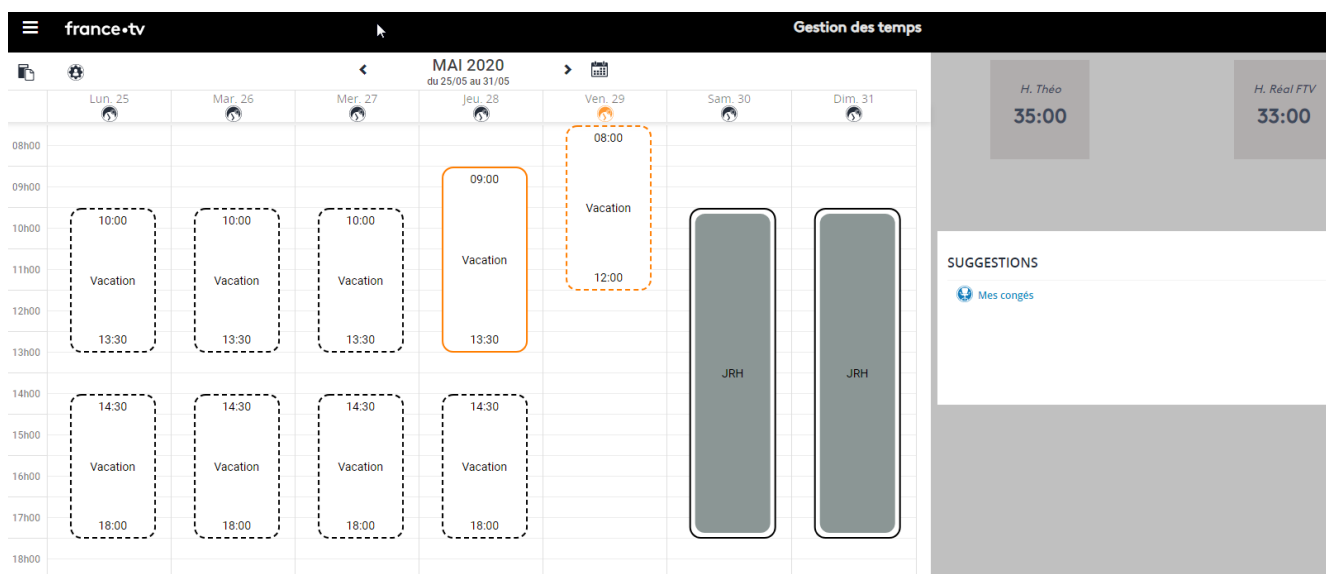 france•tv
Gestion des temps
MAI 2020
du 25/05 au 31/05
Lun. 25 Mar. 26 Mer. 27 Jeu. 28 Ven. 29 Sam. 30 Dim. 31
H. Théo H. Réal FTV
35:00 33:00
08h00
08:00
09h00
09:00
Vacation
10:00 10:00 10:00
10h00
Vacation
11h00
12:00
Vacation Vacation Vacation
12h00
13:30 13:30 13:30 13:30
13h00
JRH JRH
14h00
14:30 14:30 14:30 14:30
15h00
Vacation Vacation Vacation Vacation
16h00
17h00
18:00 18:00 18:00 18:00
18h00
SUGGESTIONS
Mes congés